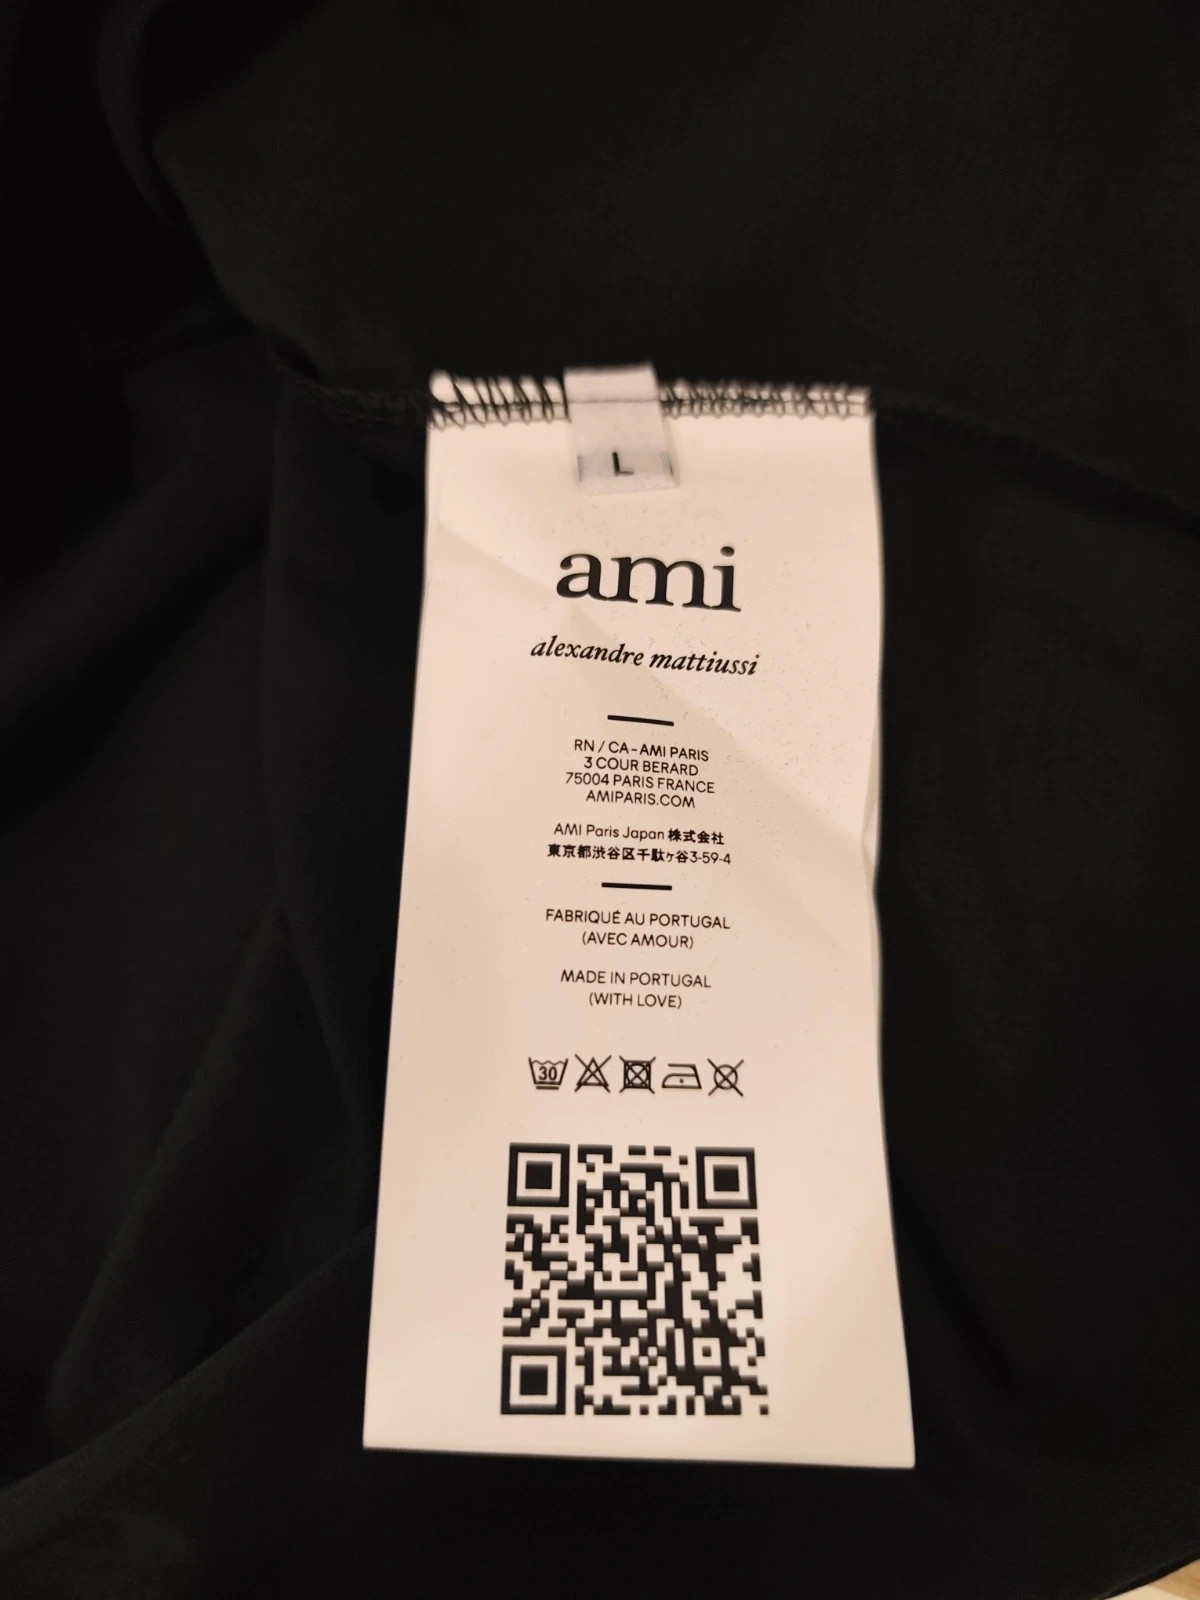 L
ami
alexandre mattiussi
RN / CA-AMI PARIS
3 COUR BERARD
75004 PARIS FRANCE
AMIPARIS.COM
AMI Paris Japan 株式会社
東京都渋谷区千駄ヶ谷3-59-4
FABRIQUÉ AU PORTUGAL
(AVEC AMOUR)
MADE IN PORTUGAL
(WITH LOVE)
30